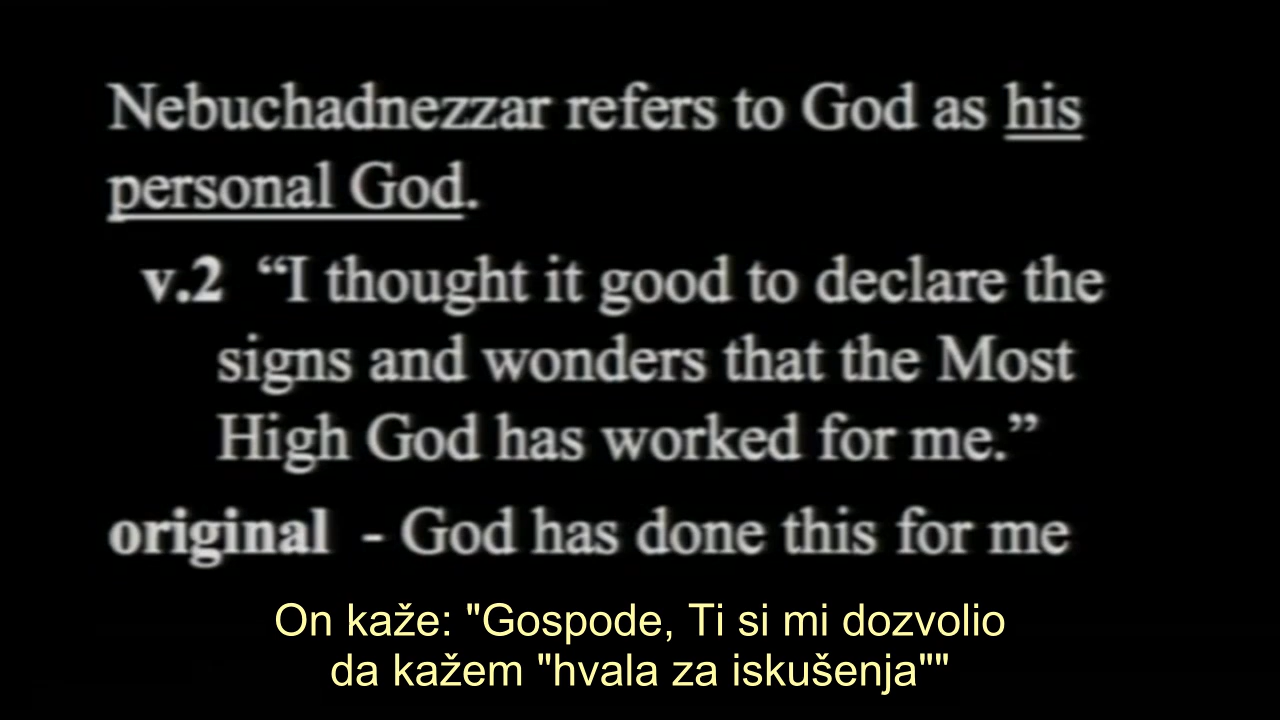 Nebuchadnezzar refers to God as his
personal God.
v.2 “I thought it good to declare the
signs and wonders that the Most
High God has worked for me.”
original - God has done this for me
On kaže: "Gospode, Ti si mi dozvolio
da kažem "hvala za iskušenja""